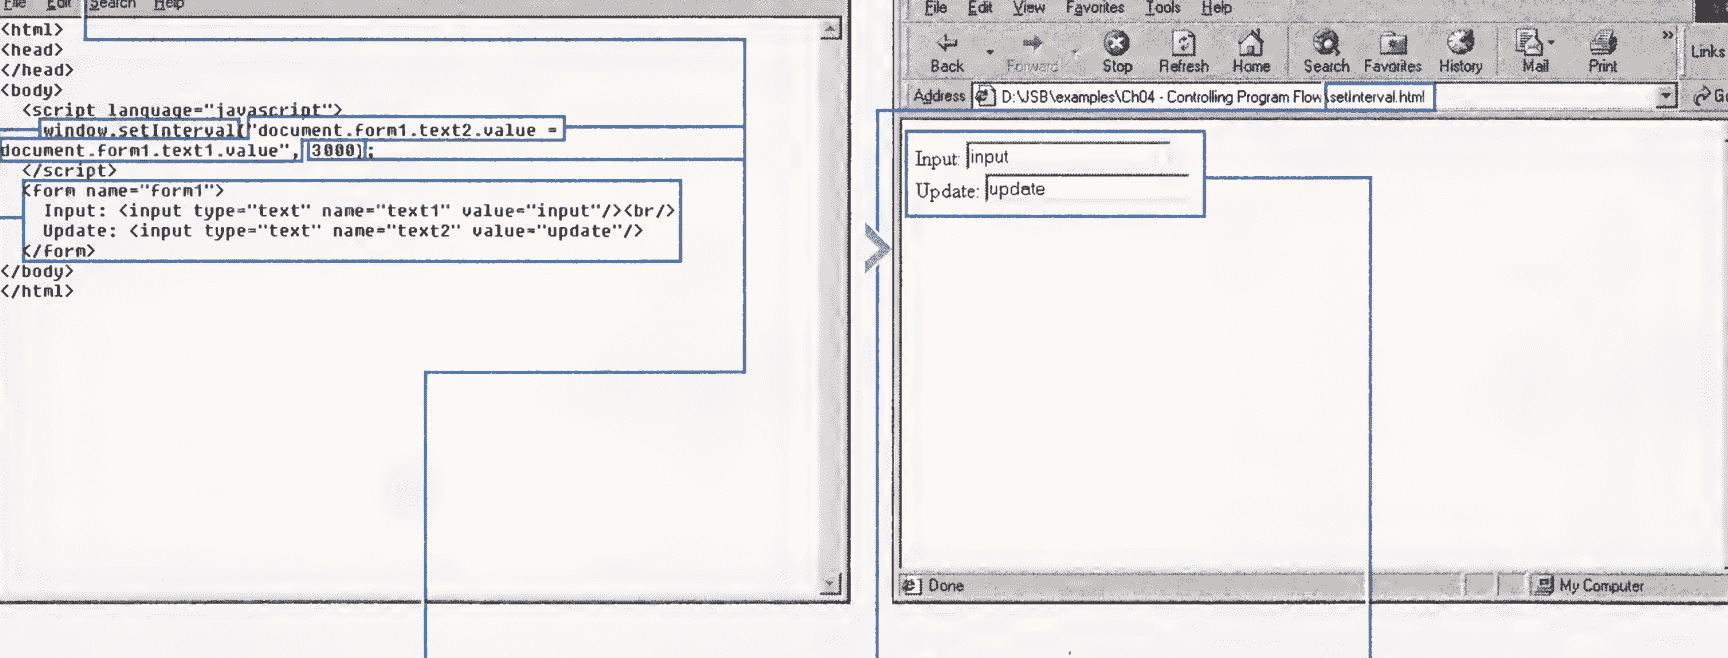 File Edit Search Help
<html>
<head>
</head>
<body>
<script language="javascript">
window.setInterval("document.form1.text2.value =
document.form1.text1.value", 3000);
</script>
<form name="form1">
Input: <input type="text" name="text1" value="input"/><br/>
Update: <input type="text" name="text2" value="update"/>
</form>
</body>
</html>
File Edit View Favorites Tools Help
Back Forward Stop Refresh Home Search Favorites History Mail Print » Links
Address D:\JSB\examples\Ch04 - Controlling Program Flow\setInterval.html Go
Input: input
Update: update
Done My Computer